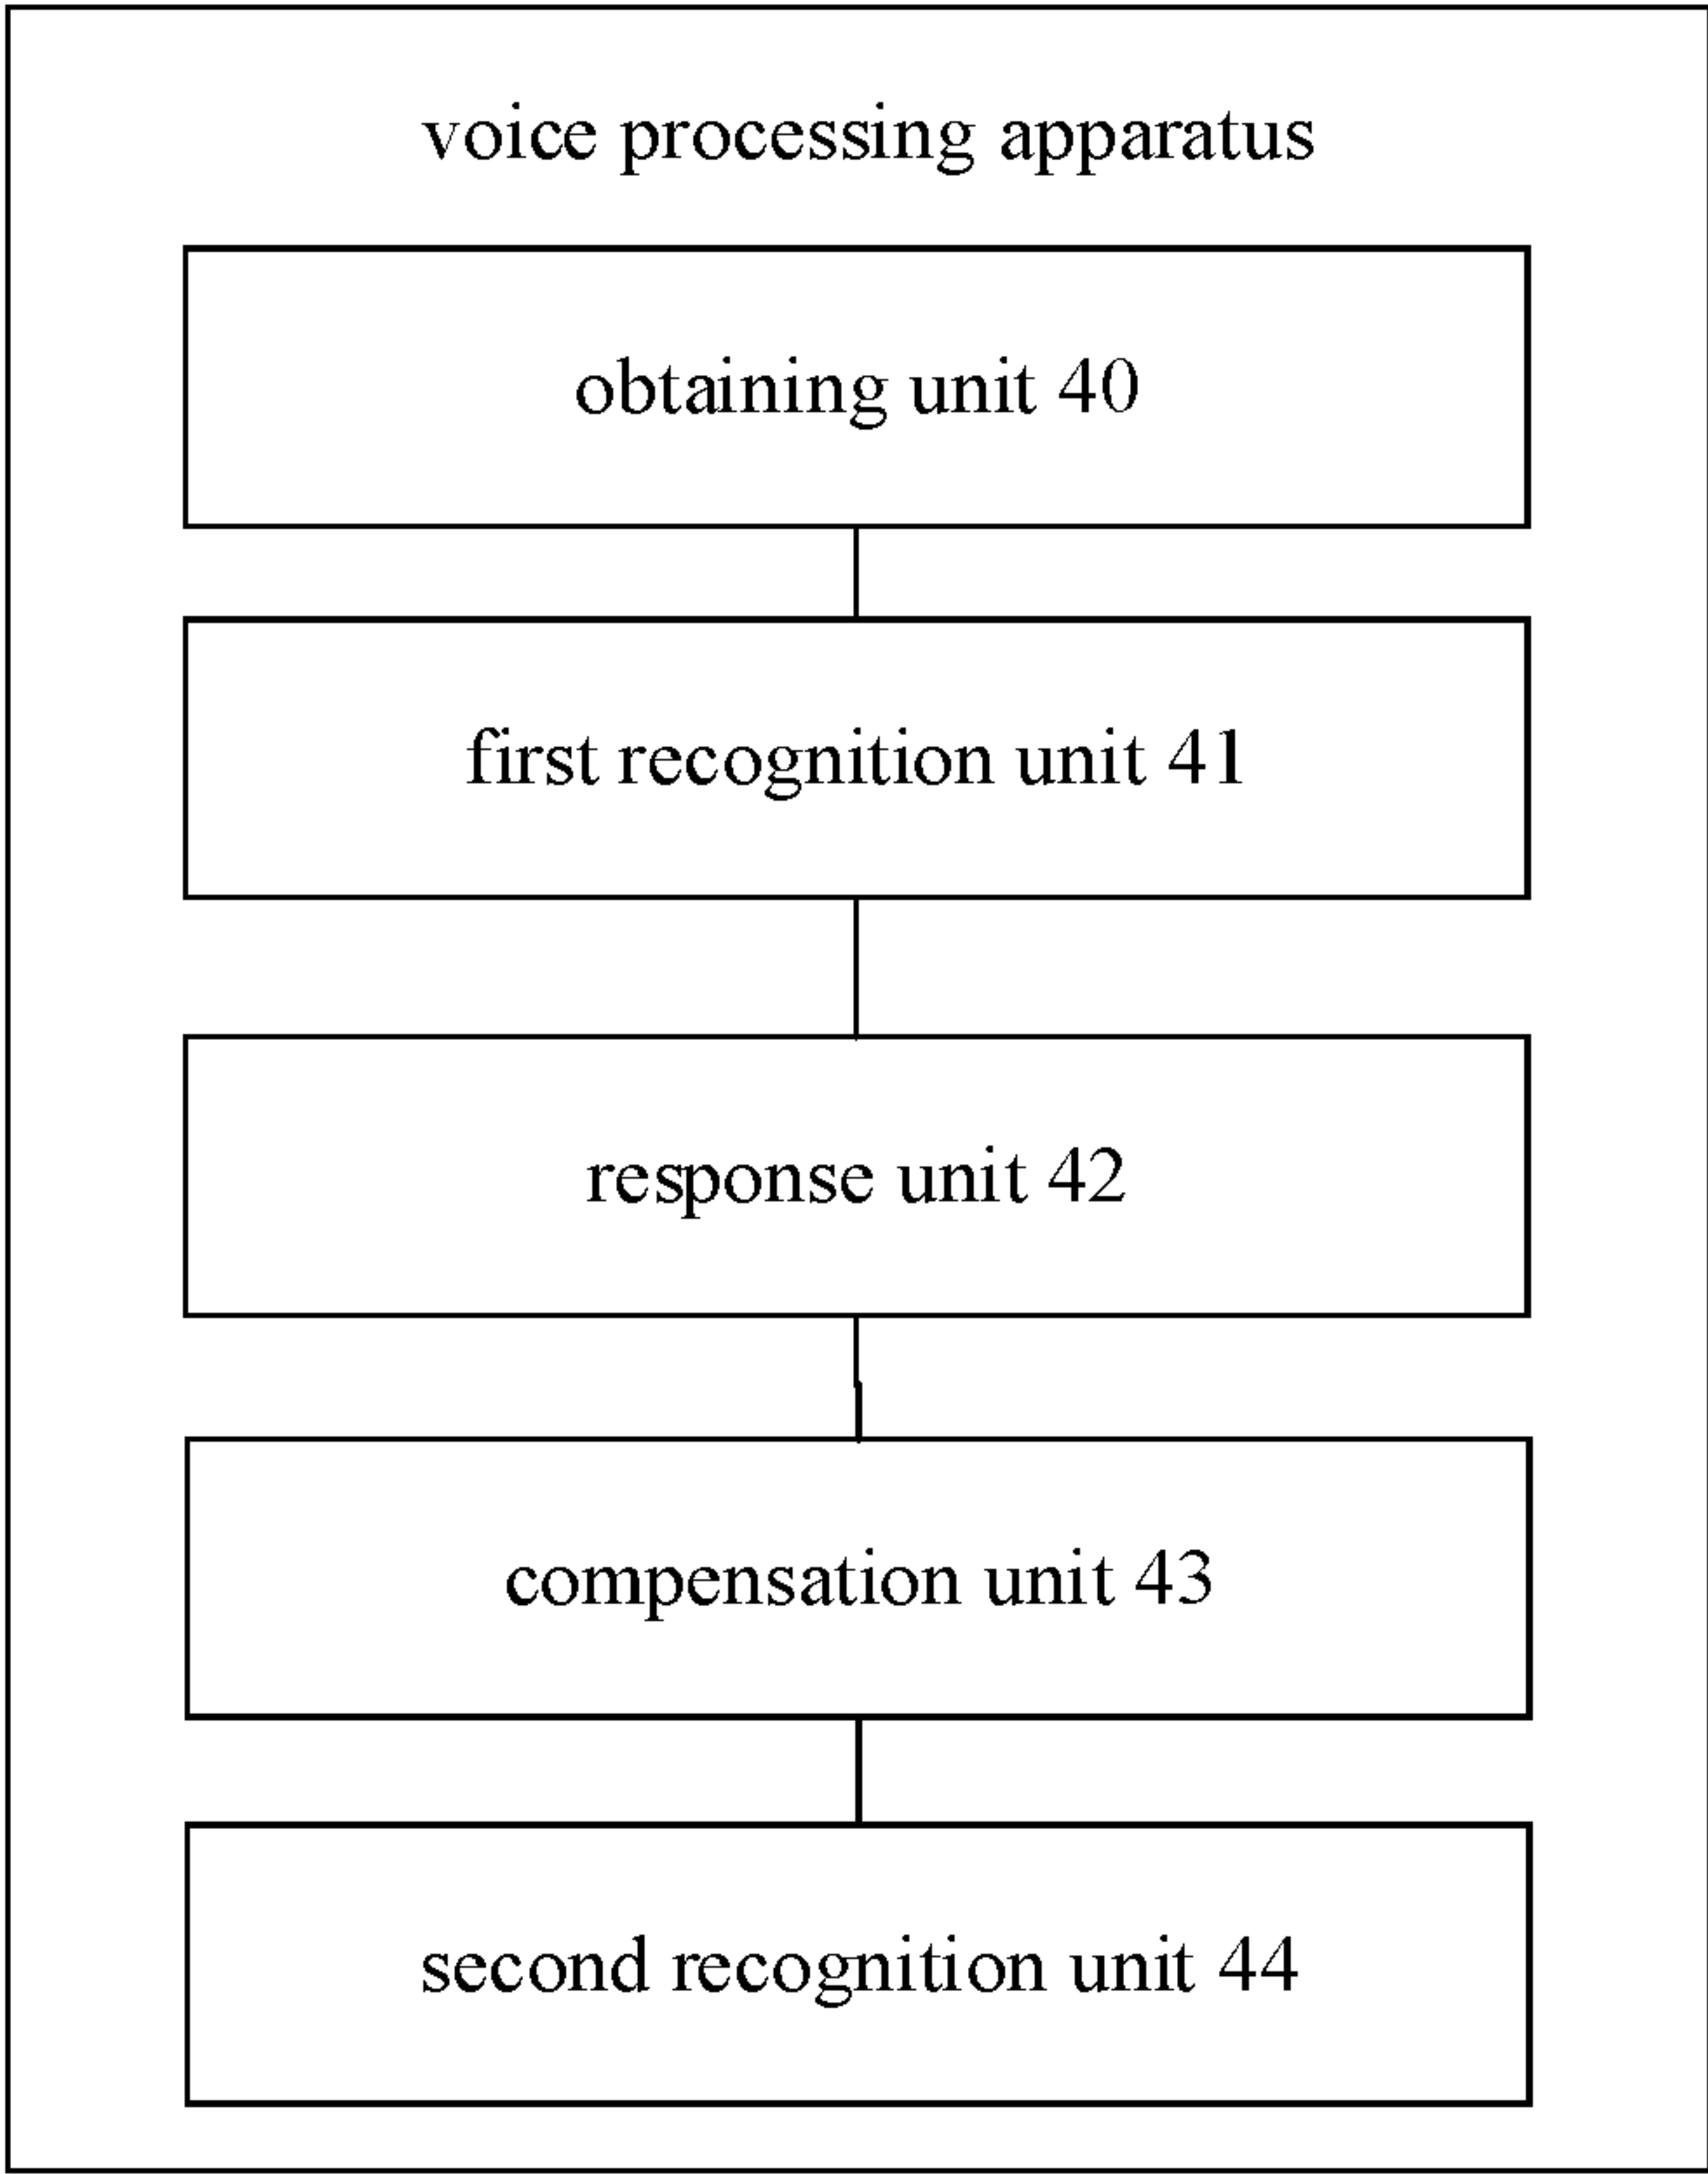 voice processing apparatus
obtaining unit 40
first recognition unit 41
response unit 42
compensation unit 43
second recognition unit 44